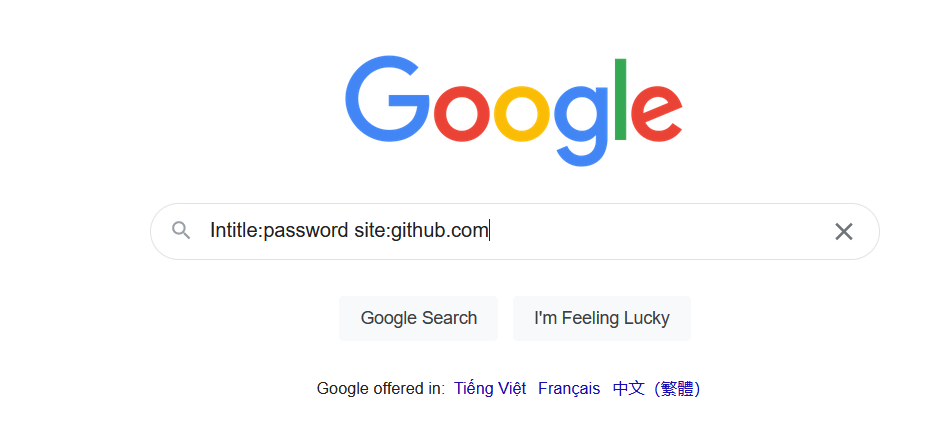 Google
Intitle:password site:github.com
Google Search I'm Feeling Lucky
Google offered in: Tiếng Việt Français 中文（繁體）